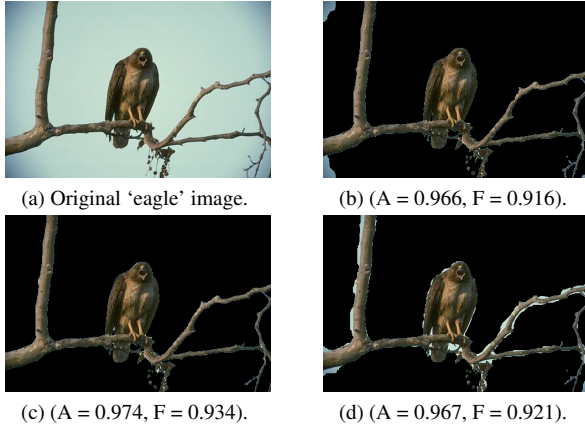 (a) Original ‘eagle’ image.
(b) (A = 0.966, F = 0.916).
(c) (A = 0.974, F = 0.934).
(d) (A = 0.967, F = 0.921).